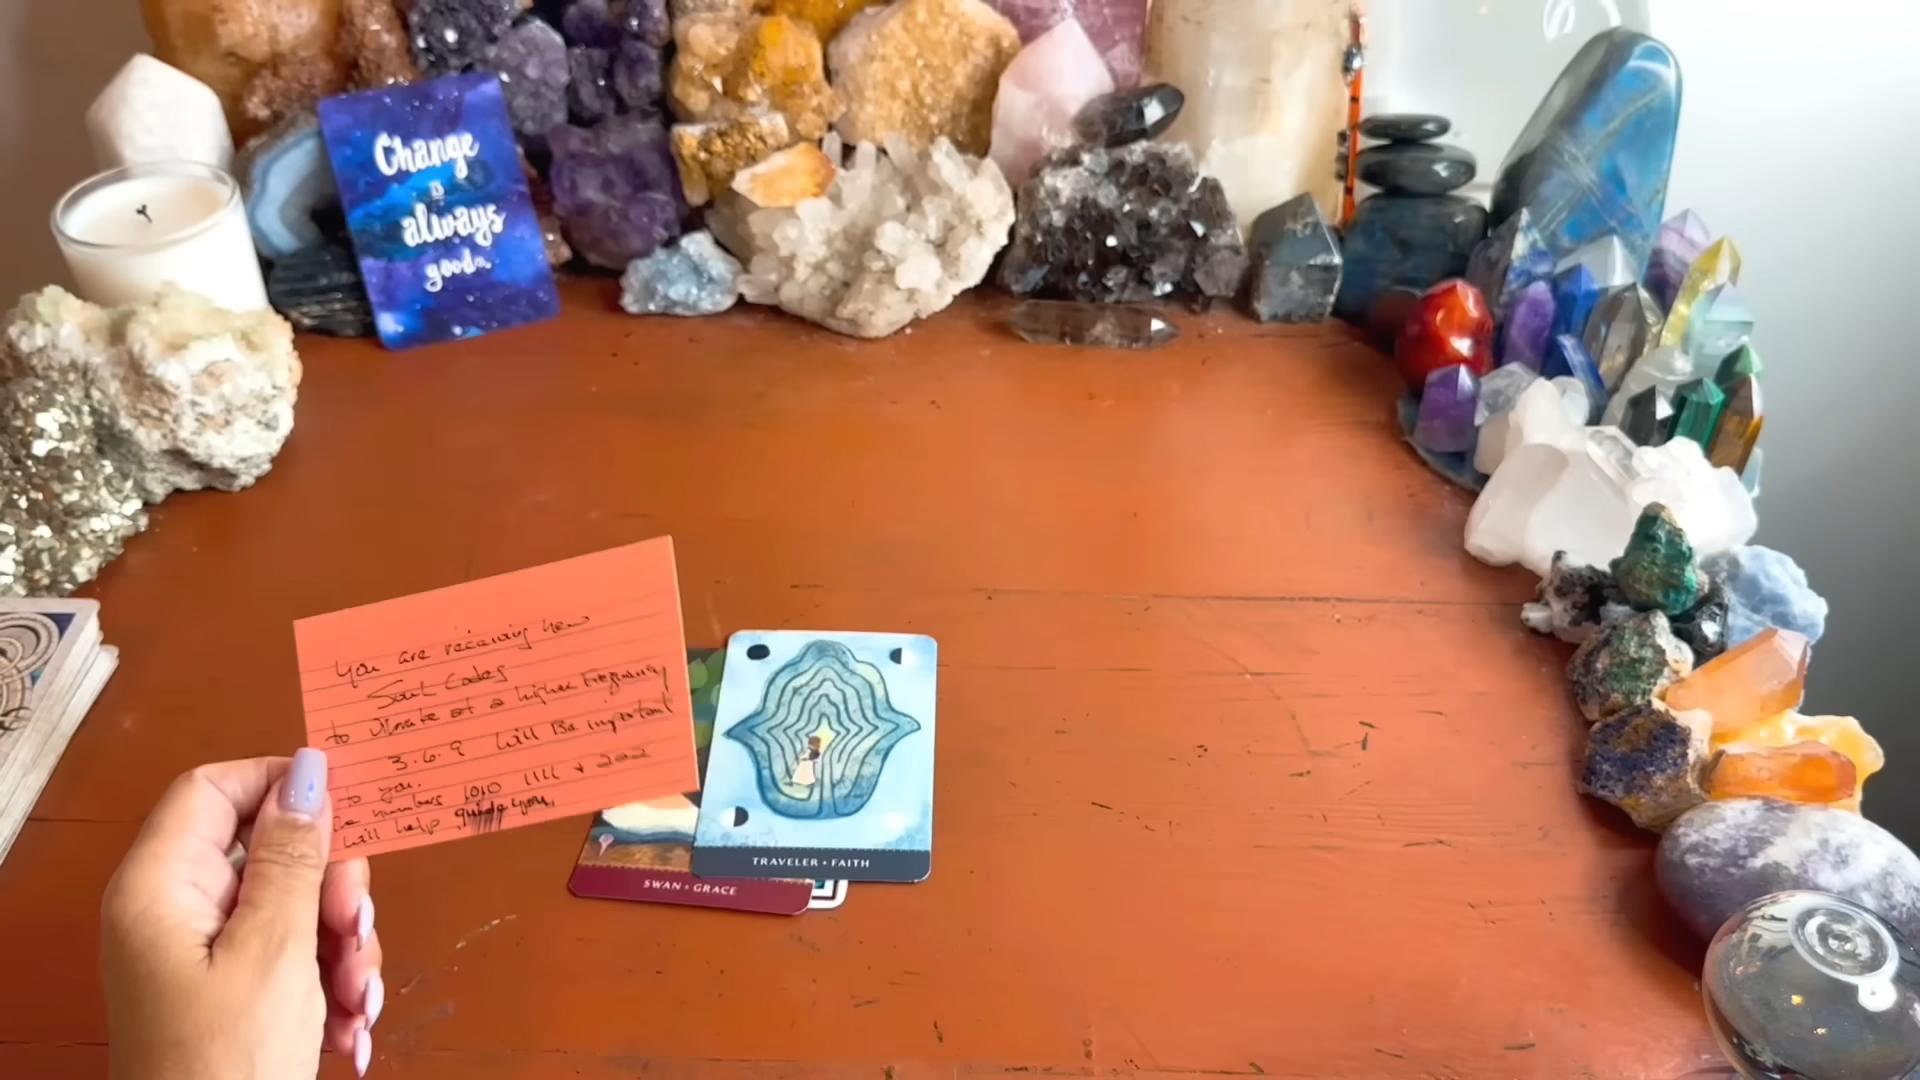 Change
is
always
good.
You are receiving new
Soul Codes
to vibrate at a higher Frequency
3.6.9 will Be important
to you.
The numbers 1010 1111 + 222
will help guide you.
TRAVELER • FAITH
SWAN • GRACE